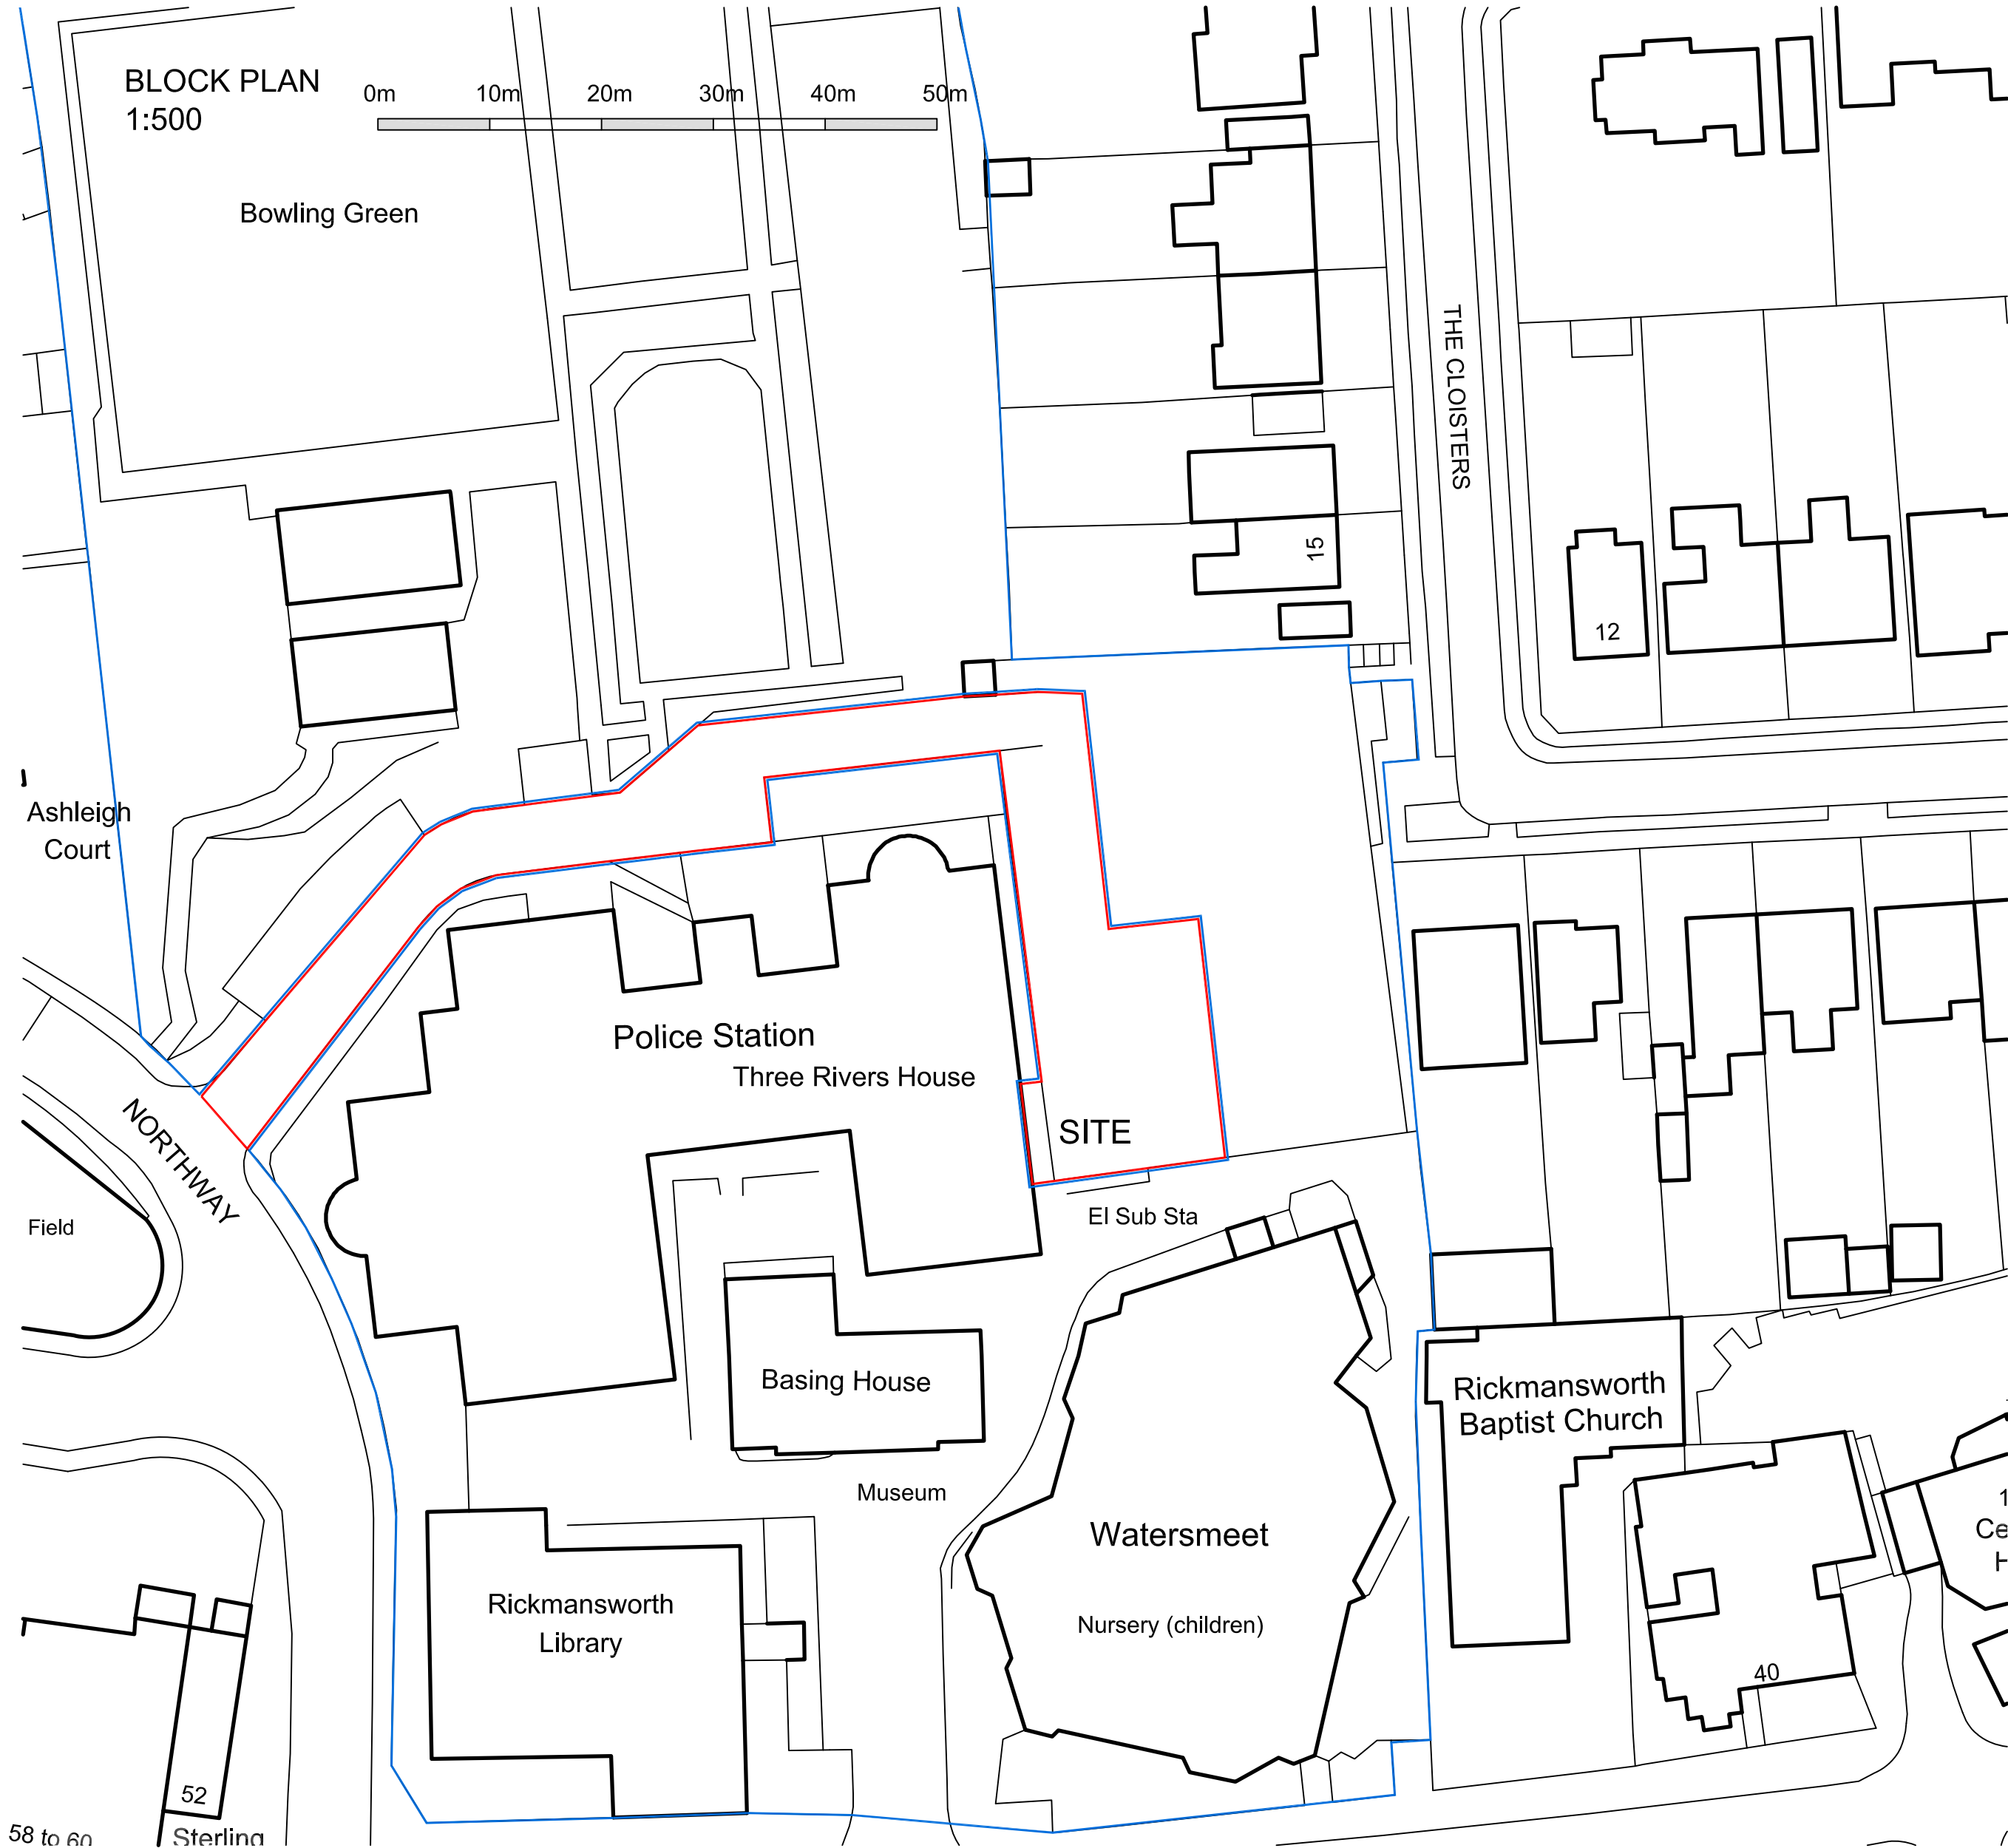 BLOCK PLAN
1:500
0m 10m 20m 30m 40m 50m
Bowling Green
THE CLOISTERS
15
12
Ashleigh
Court
Police Station
Three Rivers House
SITE
NORTHWAY
El Sub Sta
Field
Basing House
Rickmansworth
Baptist Church
Museum
Watersmeet
Rickmansworth
Library
Nursery (children)
40
52
58 to 60
Sterling
1
Ce
H